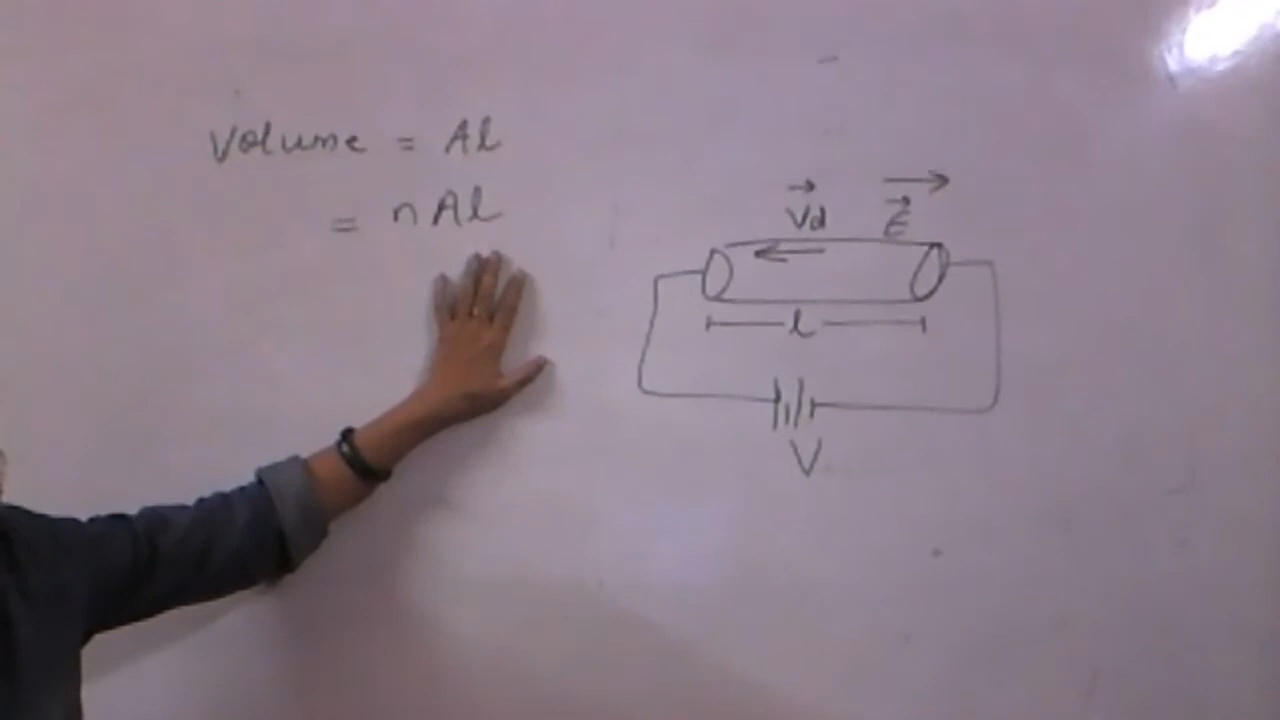 Volume = Al
= nAl
→Vd
→E
l
V